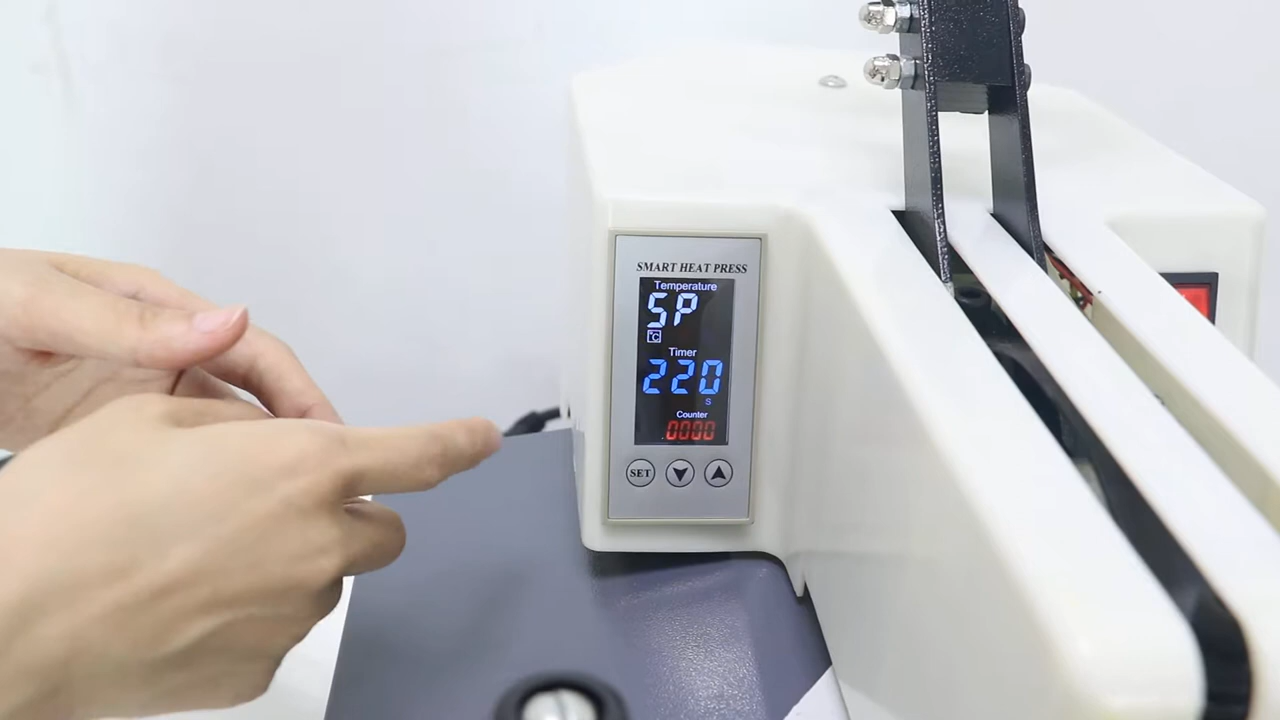 SMART HEAT PRESS
Temperature
SP
°C
Timer
220
S
Counter
0000
SET